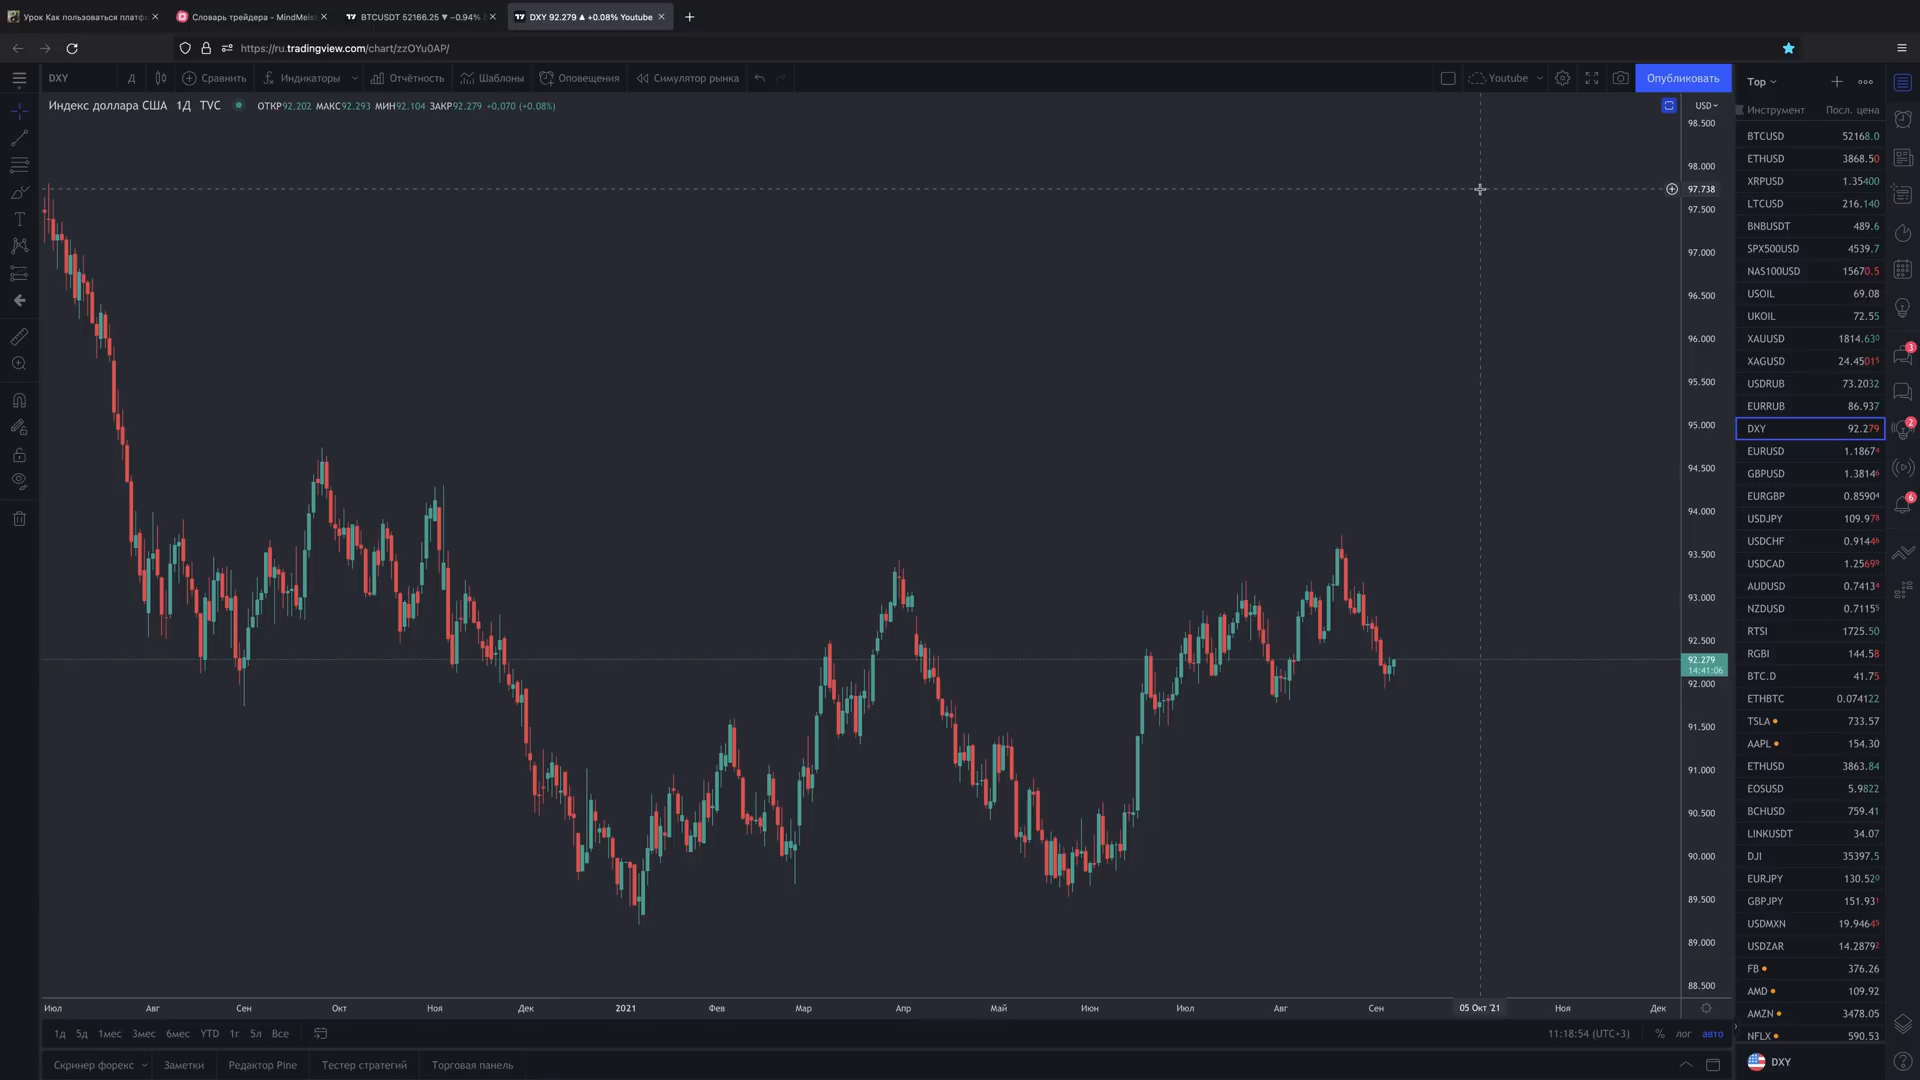 Урок Как пользоваться платф
Словарь трейдера - MindMeis
BTCUSDT 52166.25 ▼ −0.94%
DXY 92.279 ▲ +0.08% Youtube
https://ru.tradingview.com/chart/zzOYu0AP/
DXY Д Сравнить Индикаторы Отчётность Шаблоны Оповещения Симулятор рынка Youtube Опубликовать
Индекс доллара США 1Д TVC ОТКР92.202 МАКС92.293 МИН92.104 ЗАКР92.279 +0.070 (+0.08%)
USD
98.500
98.000
97.738
97.500
97.000
96.500
96.000
95.500
95.000
94.500
94.000
93.500
93.000
92.500
92.279
14:41:06
92.000
91.500
91.000
90.500
90.000
89.500
89.000
88.500
Июл Авг Сен Окт Ноя Дек 2021 Фев Мар Апр Май Июн Июл Авг Сен 05 Окт '21 Ноя Дек
1д 5д 1мес 3мес 6мес YTD 1г 5л Все
11:18:54 (UTC+3) % лог авто
Скринер форекс Заметки Редактор Pine Тестер стратегий Торговая панель
Top
Инструмент Посл. цена
BTCUSD 52168.0
ETHUSD 3868.50
XRPUSD 1.35400
LTCUSD 216.140
BNBUSDT 489.6
SPX500USD 4539.7
NAS100USD 15670.5
USOIL 69.08
UKOIL 72.55
XAUUSD 1814.630
XAGUSD 24.45015
USDRUB 73.2032
EURRUB 86.937
DXY 92.279
EURUSD 1.18674
GBPUSD 1.38146
EURGBP 0.85904
USDJPY 109.978
USDCHF 0.91446
USDCAD 1.25699
AUDUSD 0.74134
NZDUSD 0.71155
RTSI 1725.50
RGBI 144.58
BTC.D 41.75
ETHBTC 0.074122
TSLA 733.57
AAPL 154.30
ETHUSD 3863.84
EOSUSD 5.9822
BCHUSD 759.41
LINKUSDT 34.07
DJI 35397.5
EURJPY 130.520
GBPJPY 151.931
USDMXN 19.94645
USDZAR 14.28792
FB 376.26
AMD 109.92
AMZN 3478.05
NFLX 590.53
DXY
3
2
6